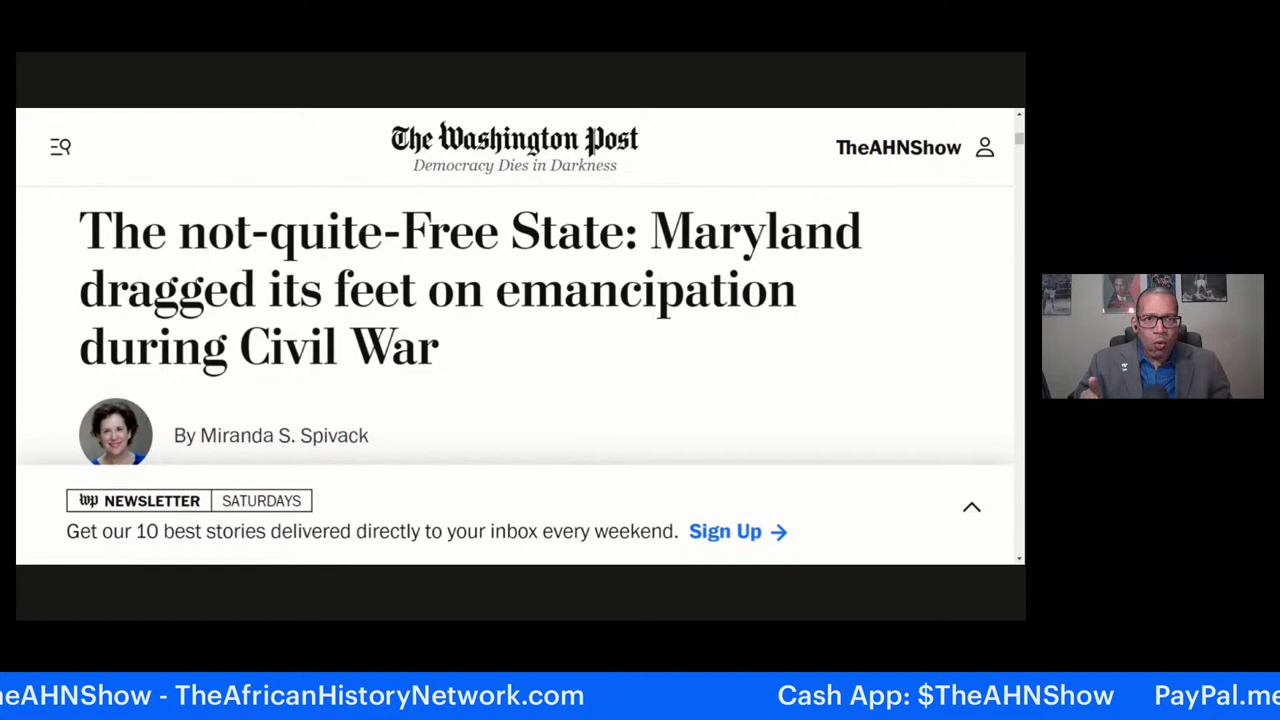 The Washington Post
Democracy Dies in Darkness
TheAHNShow
The not-quite-Free State: Maryland
dragged its feet on emancipation
during Civil War
By Miranda S. Spivack
wp NEWSLETTER SATURDAYS
Get our 10 best stories delivered directly to your inbox every weekend. Sign Up →
neAHNShow - TheAfricanHistoryNetwork.com Cash App: $TheAHNShow PayPal.me